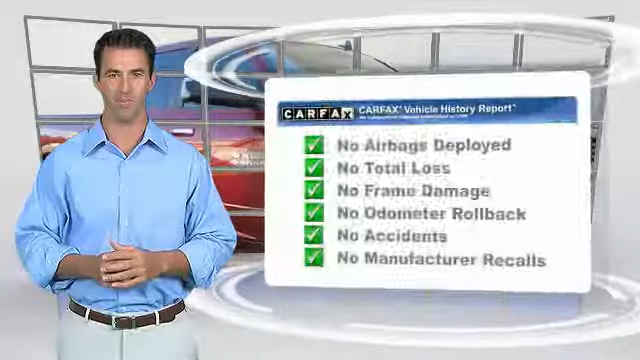 CARFAX CARFAX Vehicle History Report
No Airbags Deployed
No Total Loss
No Frame Damage
No Odometer Rollback
No Accidents
No Manufacturer Recalls